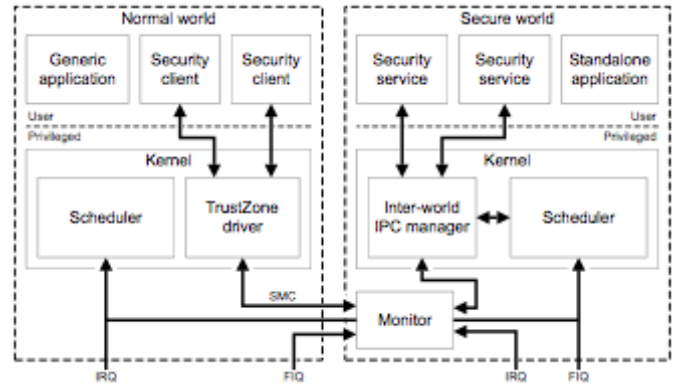 Normal world
Generic
application
Security
client
Security
client
User
Privileged
Kernel
Scheduler
TrustZone
driver
SMC
IRQ
FIQ
Secure world
Security
service
Security
service
Standalone
application
User
Privileged
Kernel
Inter-world
IPC manager
Scheduler
Monitor
IRQ
FIQ